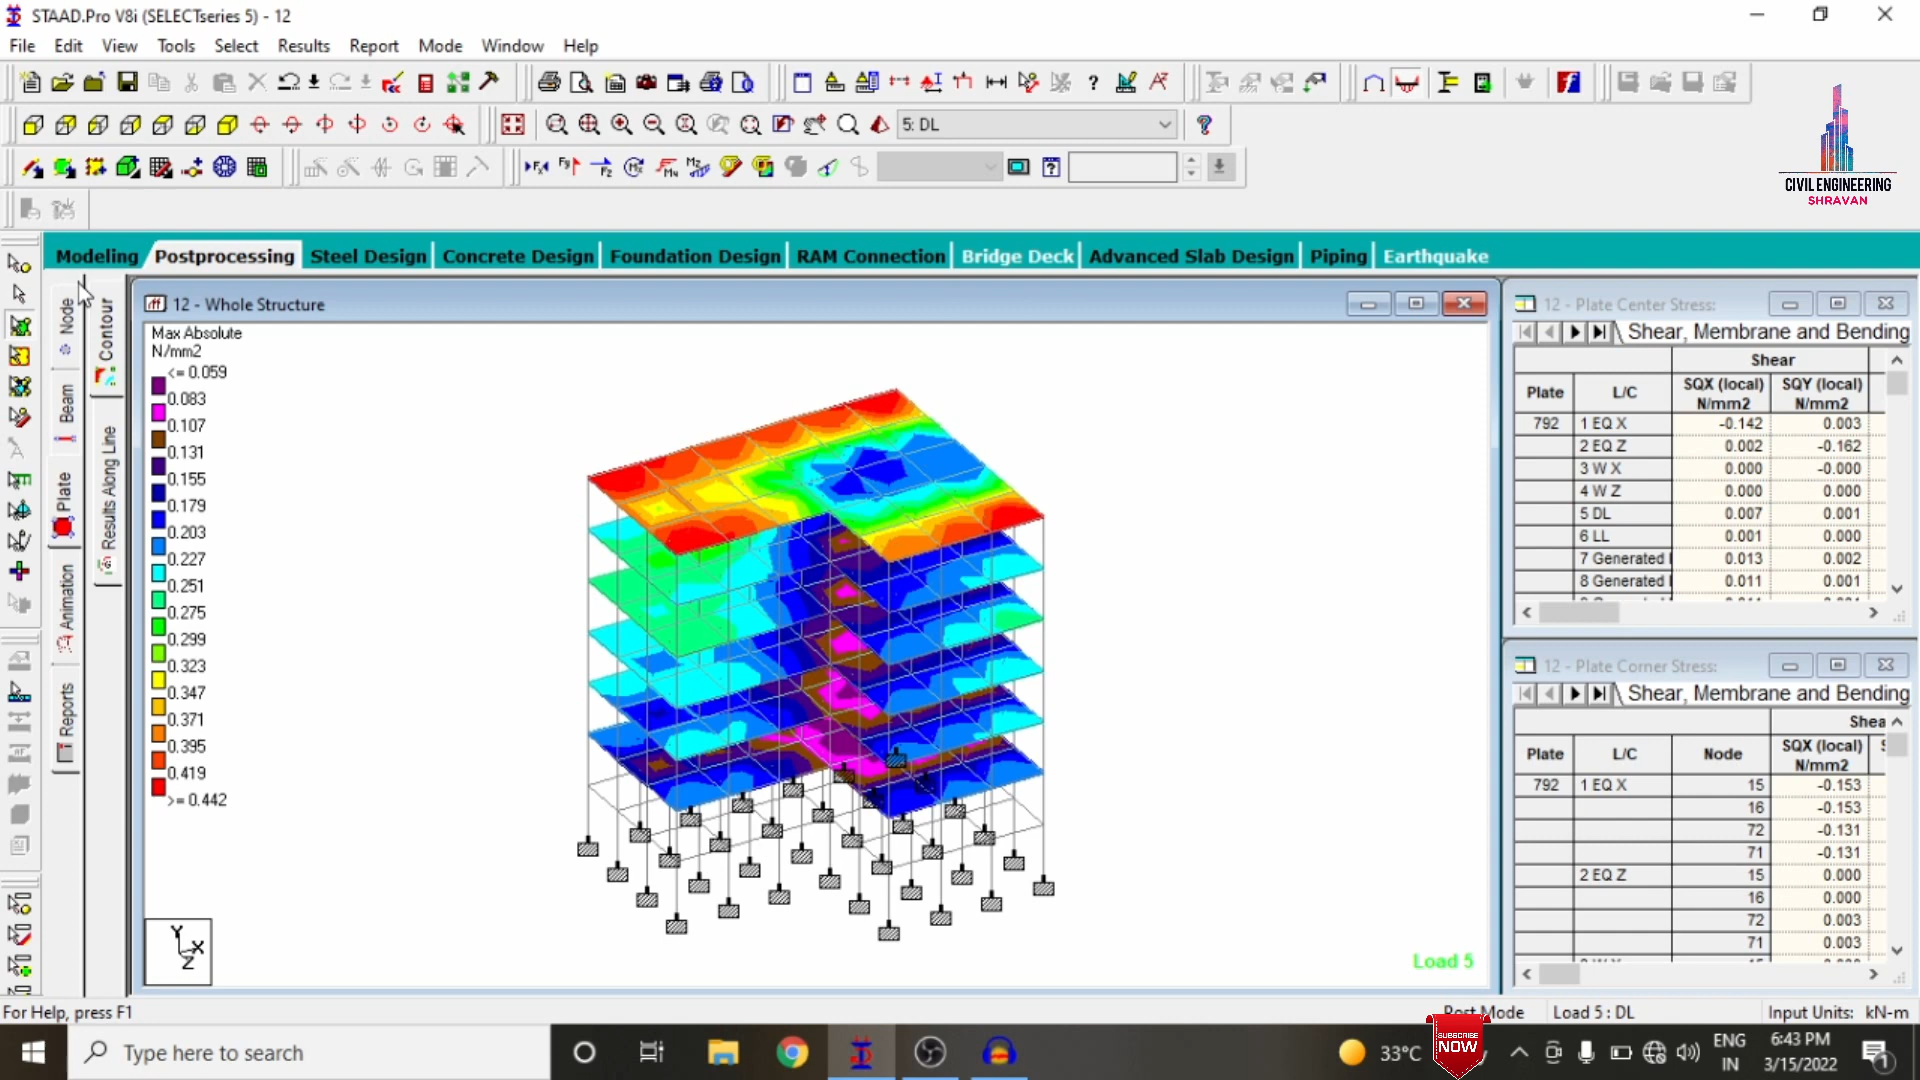 STAAD.Pro V8i (SELECTseries 5) - 12
File Edit View Tools Select Results Report Mode Window Help
5: DL
CIVIL ENGINEERING
SHRAVAN
Modeling Postprocessing Steel Design Concrete Design Foundation Design RAM Connection Bridge Deck Advanced Slab Design Piping Earthquake
Node
Beam
Plate
Animation
Reports
Contour
Results Along Line
12 - Whole Structure
Max Absolute
N/mm2
<= 0.059
0.083
0.107
0.131
0.155
0.179
0.203
0.227
0.251
0.275
0.299
0.323
0.347
0.371
0.395
0.419
>= 0.442
Y
X
Z
Load 5
12 - Plate Center Stress:
Shear, Membrane and Bending
Shear
Plate L/C SQX (local) N/mm2 SQY (local) N/mm2
792 1 EQ X -0.142 0.003
2 EQ Z 0.002 -0.162
3 W X 0.000 -0.000
4 W Z 0.000 0.000
5 DL 0.007 0.001
6 LL 0.001 0.000
7 Generated 0.013 0.002
8 Generated 0.011 0.001
12 - Plate Corner Stress:
Shear, Membrane and Bending
Shea
Plate L/C Node SQX (local) N/mm2
792 1 EQ X 15 -0.153
16 -0.153
72 -0.131
71 -0.131
2 EQ Z 15 0.000
16 0.000
72 0.003
71 0.003
For Help, press F1
Post Mode
Load 5 : DL
Input Units: kN-m
Type here to search
SUBSCRIBE
NOW
33°C
ENG
IN
6:43 PM
3/15/2022
1